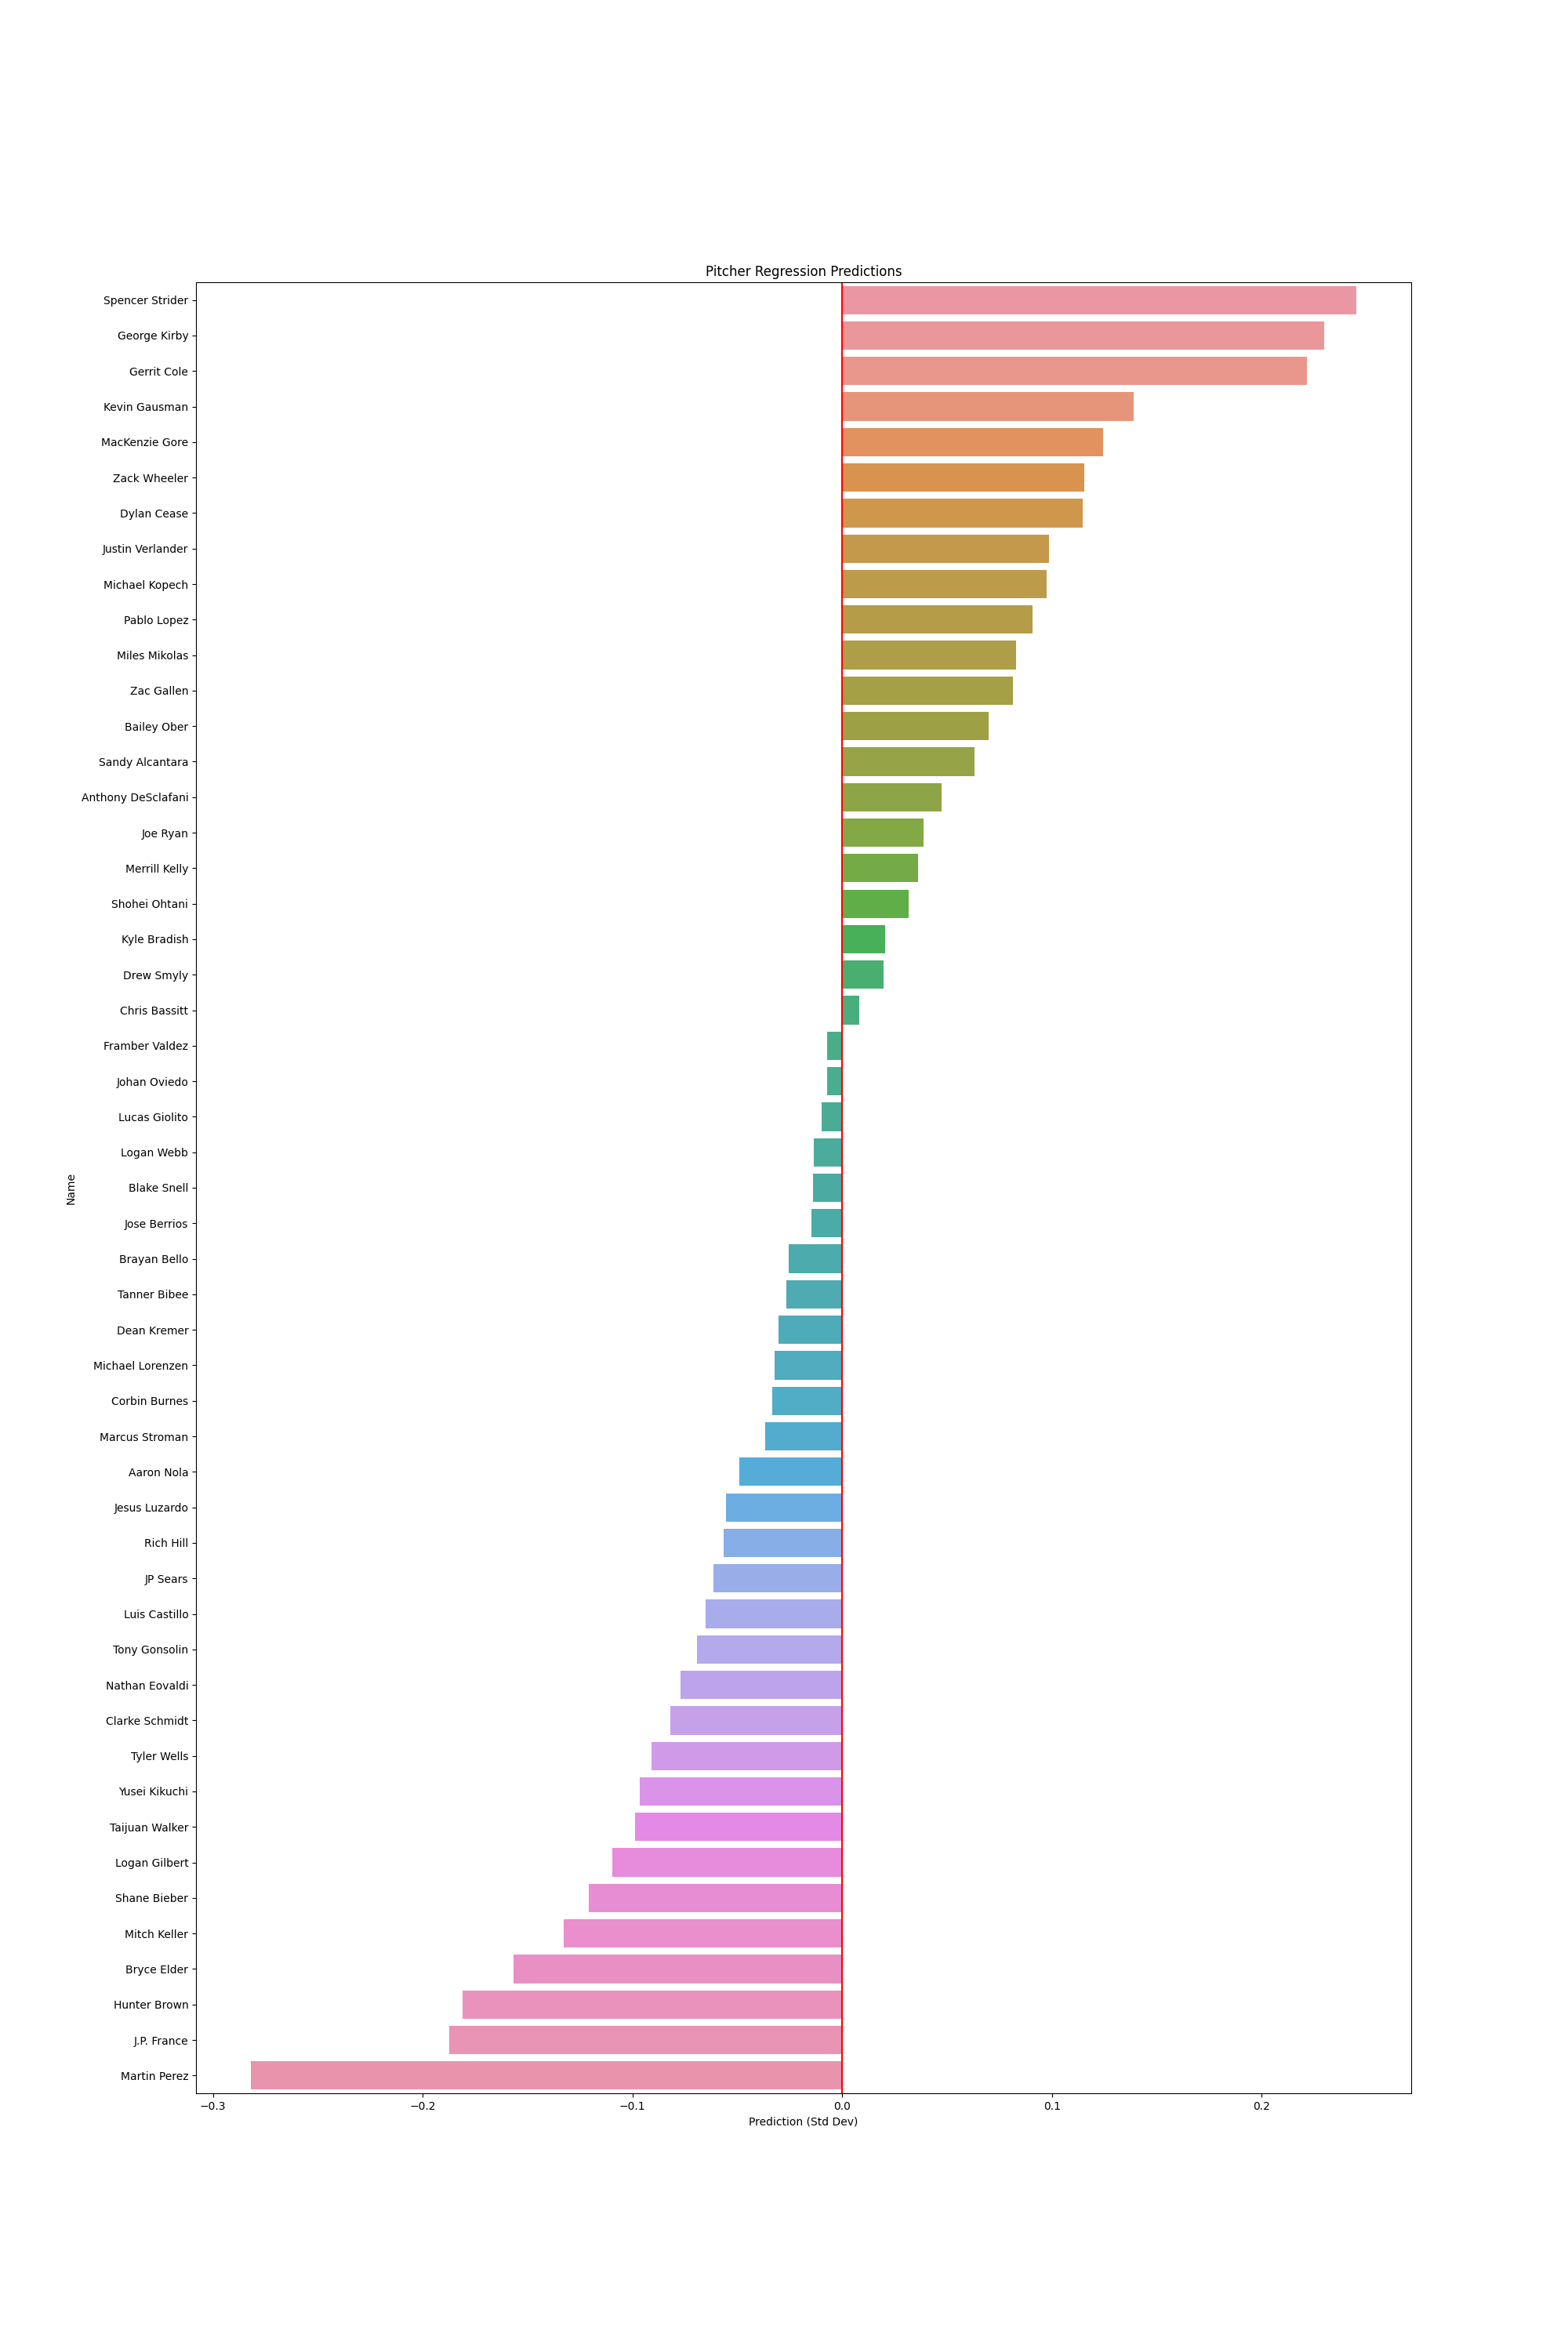 Pitcher Regression Predictions
Spencer Strider
George Kirby
Gerrit Cole
Kevin Gausman
MacKenzie Gore
Zack Wheeler
Dylan Cease
Justin Verlander
Michael Kopech
Pablo Lopez
Miles Mikolas
Zac Gallen
Bailey Ober
Sandy Alcantara
Anthony DeSclafani
Joe Ryan
Merrill Kelly
Shohei Ohtani
Kyle Bradish
Drew Smyly
Chris Bassitt
Framber Valdez
Johan Oviedo
Lucas Giolito
Logan Webb
Blake Snell
Jose Berrios
Brayan Bello
Tanner Bibee
Dean Kremer
Michael Lorenzen
Corbin Burnes
Marcus Stroman
Aaron Nola
Jesus Luzardo
Rich Hill
JP Sears
Luis Castillo
Tony Gonsolin
Nathan Eovaldi
Clarke Schmidt
Tyler Wells
Yusei Kikuchi
Taijuan Walker
Logan Gilbert
Shane Bieber
Mitch Keller
Bryce Elder
Hunter Brown
J.P. France
Martin Perez
Name
−0.3 −0.2 −0.1 0.0 0.1 0.2
Prediction (Std Dev)